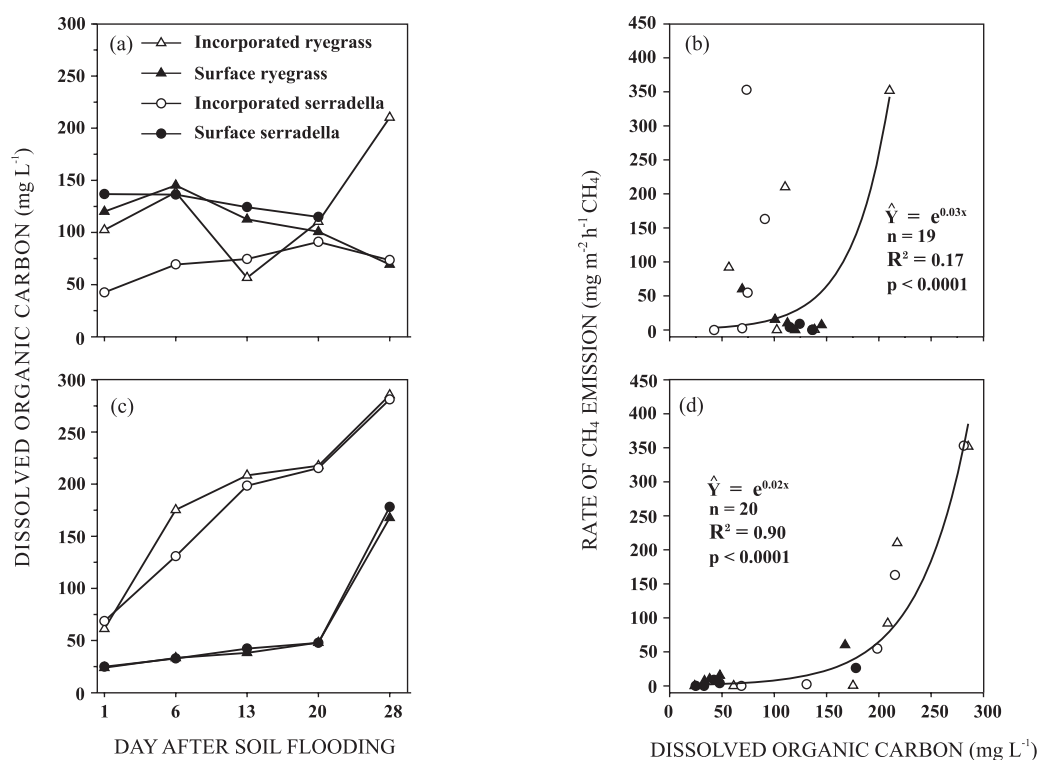 DISSOLVED ORGANIC CARBON (mg L⁻¹)
(a)
Incorporated ryegrass
Surface ryegrass
Incorporated serradella
Surface serradella
300
250
200
150
100
50
0
(c)
300
250
200
150
100
50
0
1 6 13 20 28
DAY AFTER SOIL FLOODING
RATE OF CH₄ EMISSION (mg m⁻² h⁻¹ CH₄)
(b)
450
400
350
300
250
200
150
100
50
0
Ŷ = e⁰·⁰³ˣ
n = 19
R² = 0.17
p < 0.0001
(d)
450
400
350
300
250
200
150
100
50
0
Ŷ = e⁰·⁰²ˣ
n = 20
R² = 0.90
p < 0.0001
0 50 100 150 200 250 300
DISSOLVED ORGANIC CARBON (mg L⁻¹)